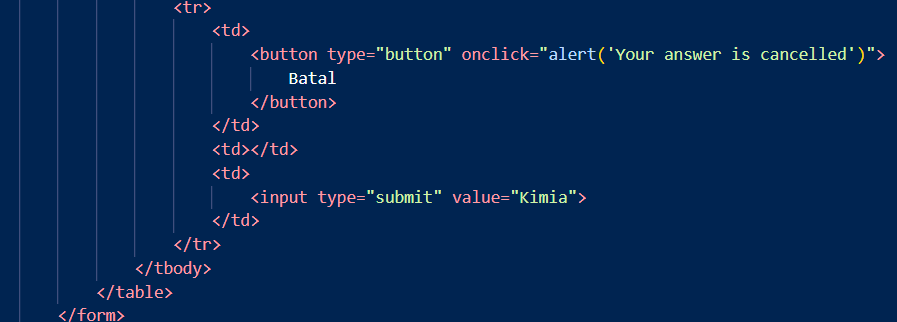 <tr>
<td>
<button type="button" onclick="alert('Your answer is cancelled')">
Batal
</button>
</td>
<td></td>
<td>
<input type="submit" value="Kimia">
</td>
</tr>
</tbody>
</table>
</form>